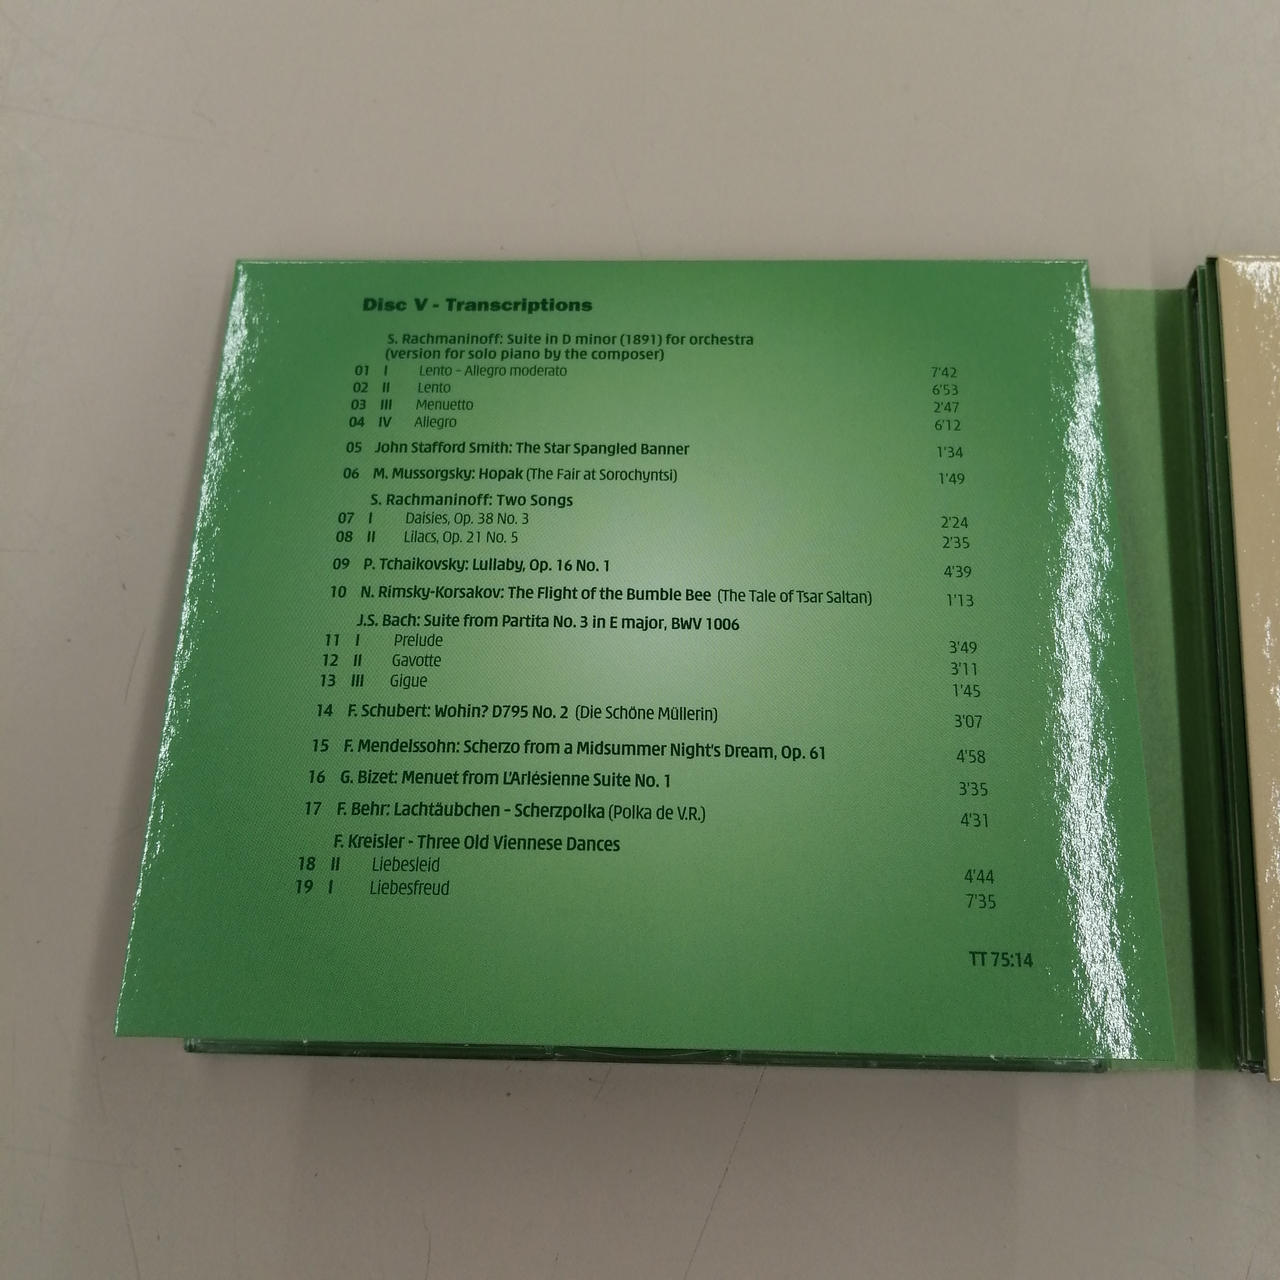 Disc V - Transcriptions
S. Rachmaninoff: Suite in D minor (1891) for orchestra
(version for solo piano by the composer)
01 I Lento - Allegro moderato 7'42
02 II Lento 6'53
03 III Menuetto 2'47
04 IV Allegro 6'12
05 John Stafford Smith: The Star Spangled Banner 1'34
06 M. Mussorgsky: Hopak (The Fair at Sorochyntsi) 1'49
S. Rachmaninoff: Two Songs
07 I Daisies, Op. 38 No. 3 2'24
08 II Lilacs, Op. 21 No. 5 2'35
09 P. Tchaikovsky: Lullaby, Op. 16 No. 1 4'39
10 N. Rimsky-Korsakov: The Flight of the Bumble Bee (The Tale of Tsar Saltan) 1'13
J.S. Bach: Suite from Partita No. 3 in E major, BWV 1006
11 I Prelude 3'49
12 II Gavotte 3'11
13 III Gigue 1'45
14 F. Schubert: Wohin? D795 No. 2 (Die Schöne Müllerin) 3'07
15 F. Mendelssohn: Scherzo from a Midsummer Night's Dream, Op. 61 4'58
16 G. Bizet: Menuet from L'Arlésienne Suite No. 1 3'35
17 F. Behr: Lachtäubchen - Scherzpolka (Polka de V.R.) 4'31
F. Kreisler - Three Old Viennese Dances
18 II Liebesleid 4'44
19 I Liebesfreud 7'35
TT 75:14